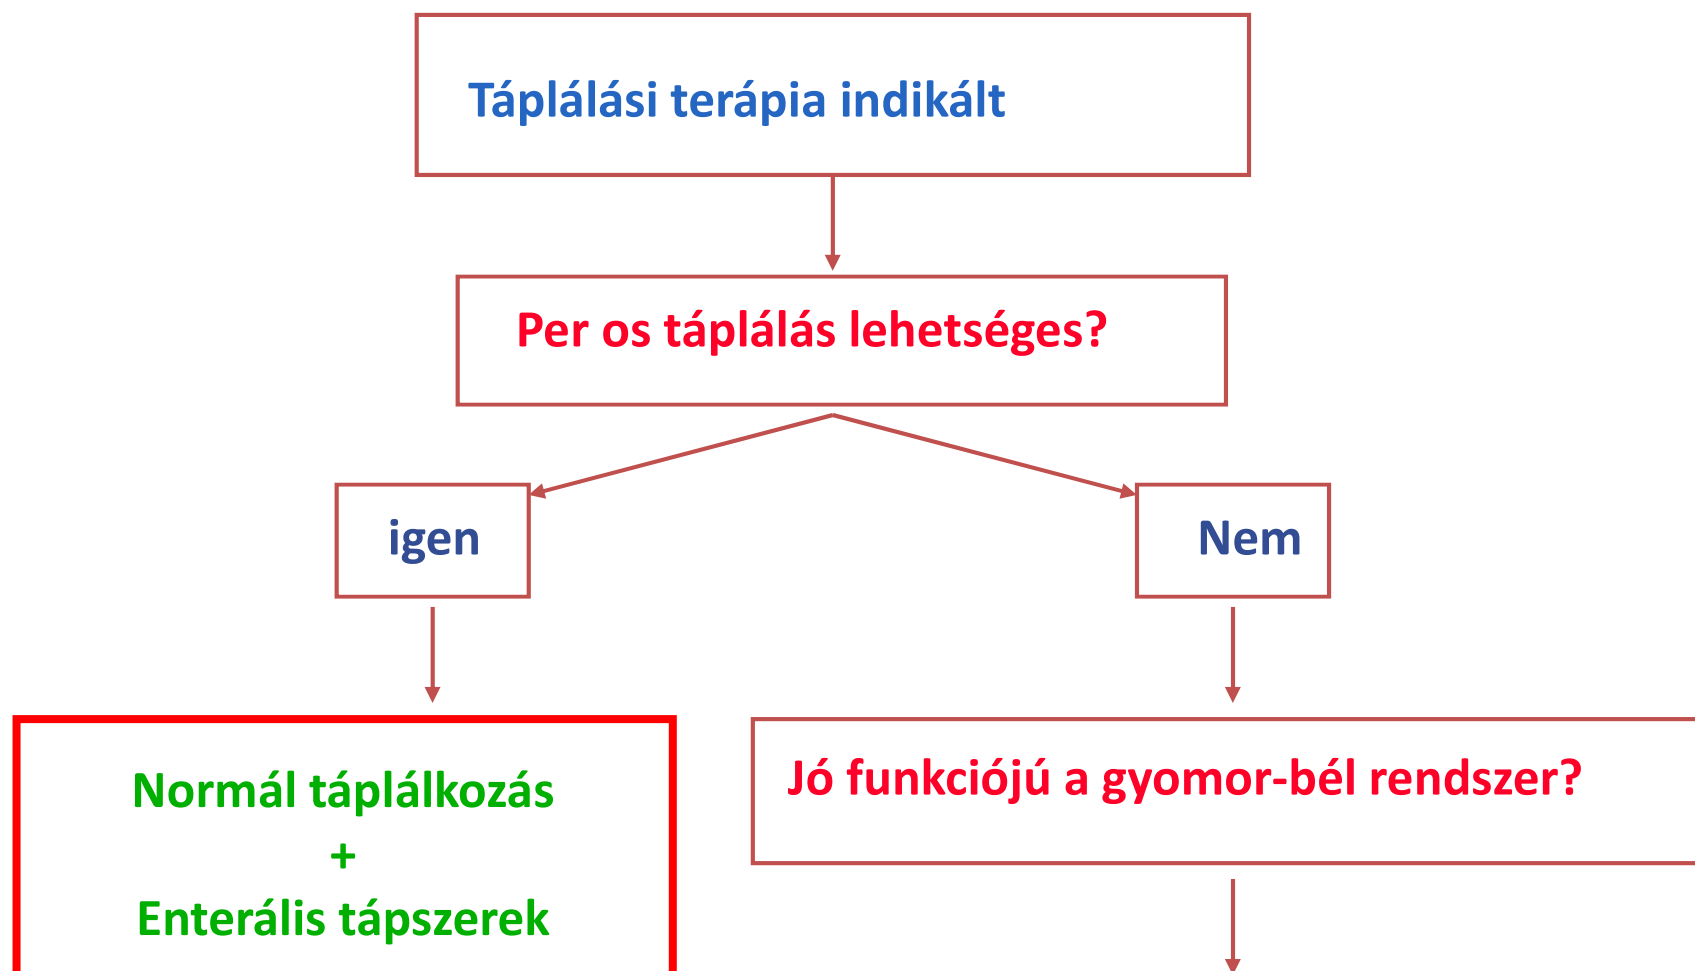 Táplálási terápia indikált
Per os táplálás lehetséges?
igen
Nem
Normál táplálkozás
+
Enterális tápszerek
Jó funkciójú a gyomor-bél rendszer?